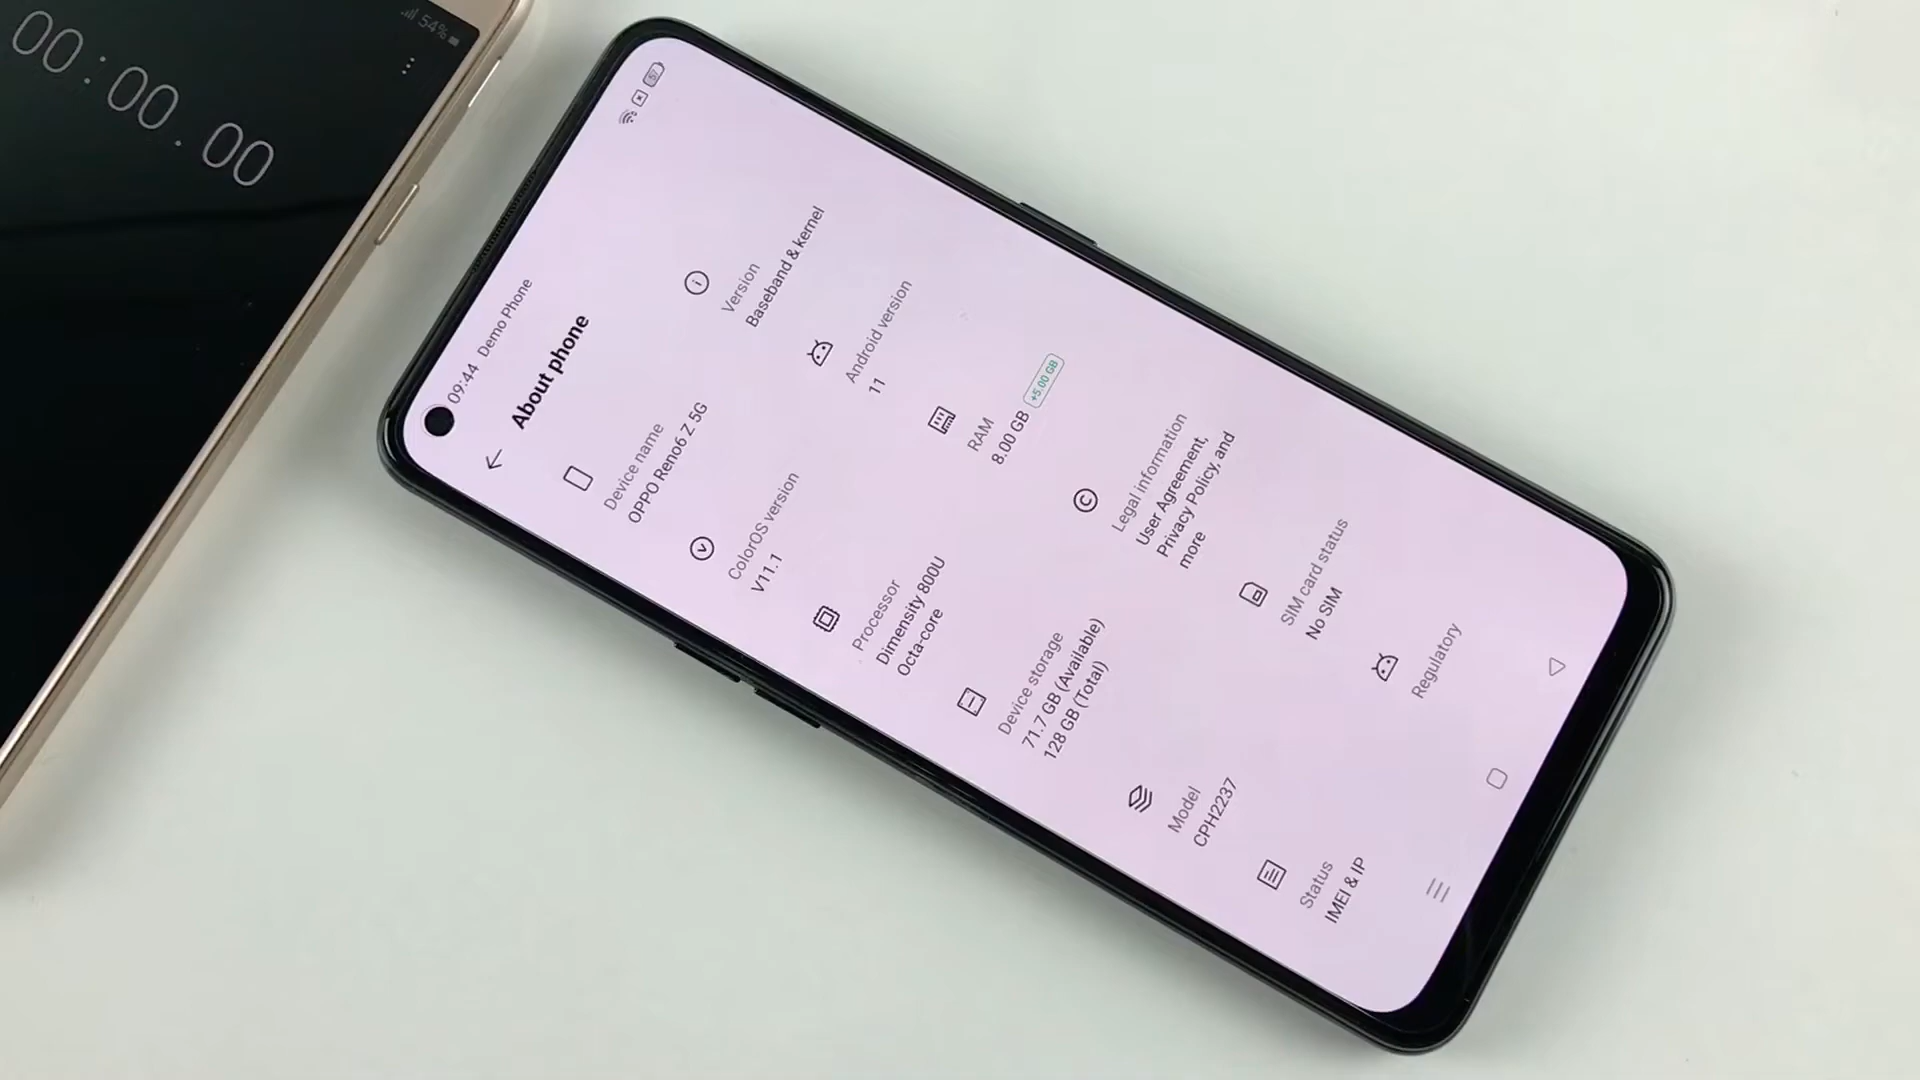 00:00.00
54%
09:44 Demo Phone
57
About phone
Device name
OPPO Reno6 Z 5G
Version
Baseband & kernel
ColorOS version
V11.1
Android version
11
Processor
Dimensity 800U
Octa-core
RAM
8.00 GB +5.00 GB
Device storage
71.7 GB (Available)
128 GB (Total)
Legal information
User Agreement,
Privacy Policy, and
more
Model
CPH2237
SIM card status
No SIM
Status
IMEI & IP
Regulatory